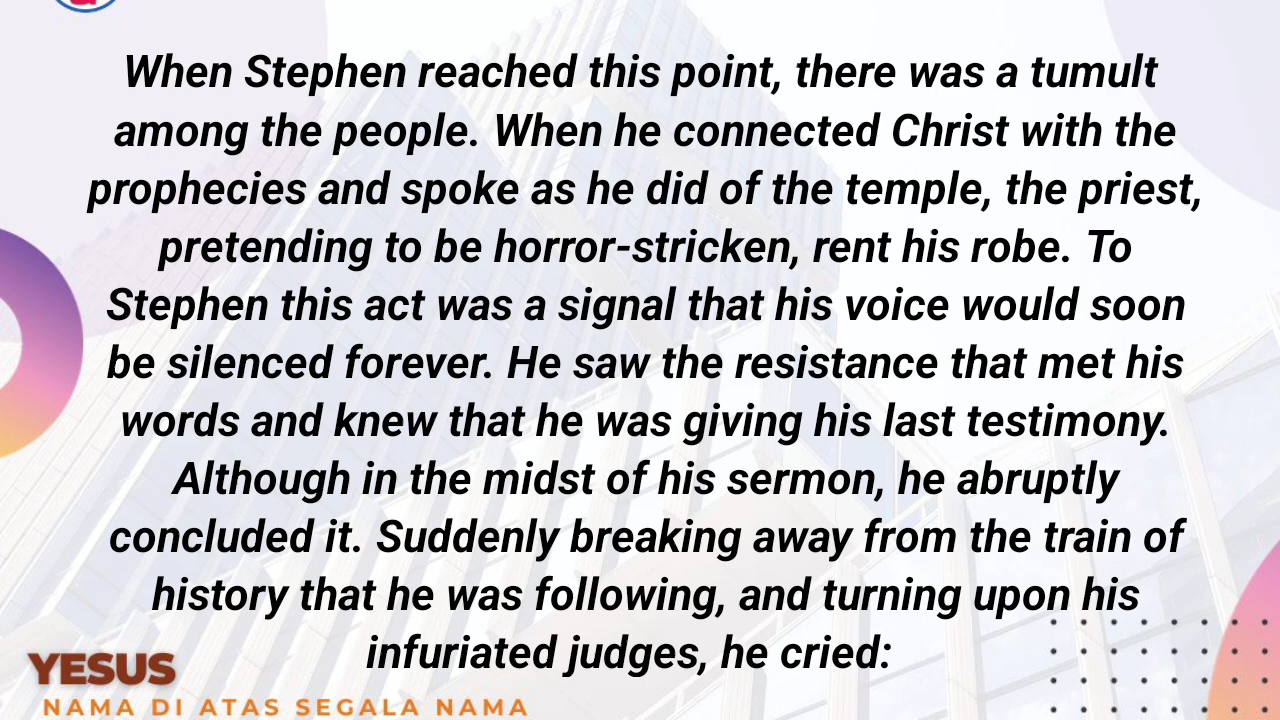 When Stephen reached this point, there was a tumult
among the people. When he connected Christ with the
prophecies and spoke as he did of the temple, the priest,
pretending to be horror-stricken, rent his robe. To
Stephen this act was a signal that his voice would soon
be silenced forever. He saw the resistance that met his
words and knew that he was giving his last testimony.
Although in the midst of his sermon, he abruptly
concluded it. Suddenly breaking away from the train of
history that he was following, and turning upon his
infuriated judges, he cried:
YESUS
NAMA DI ATAS SEGALA NAMA